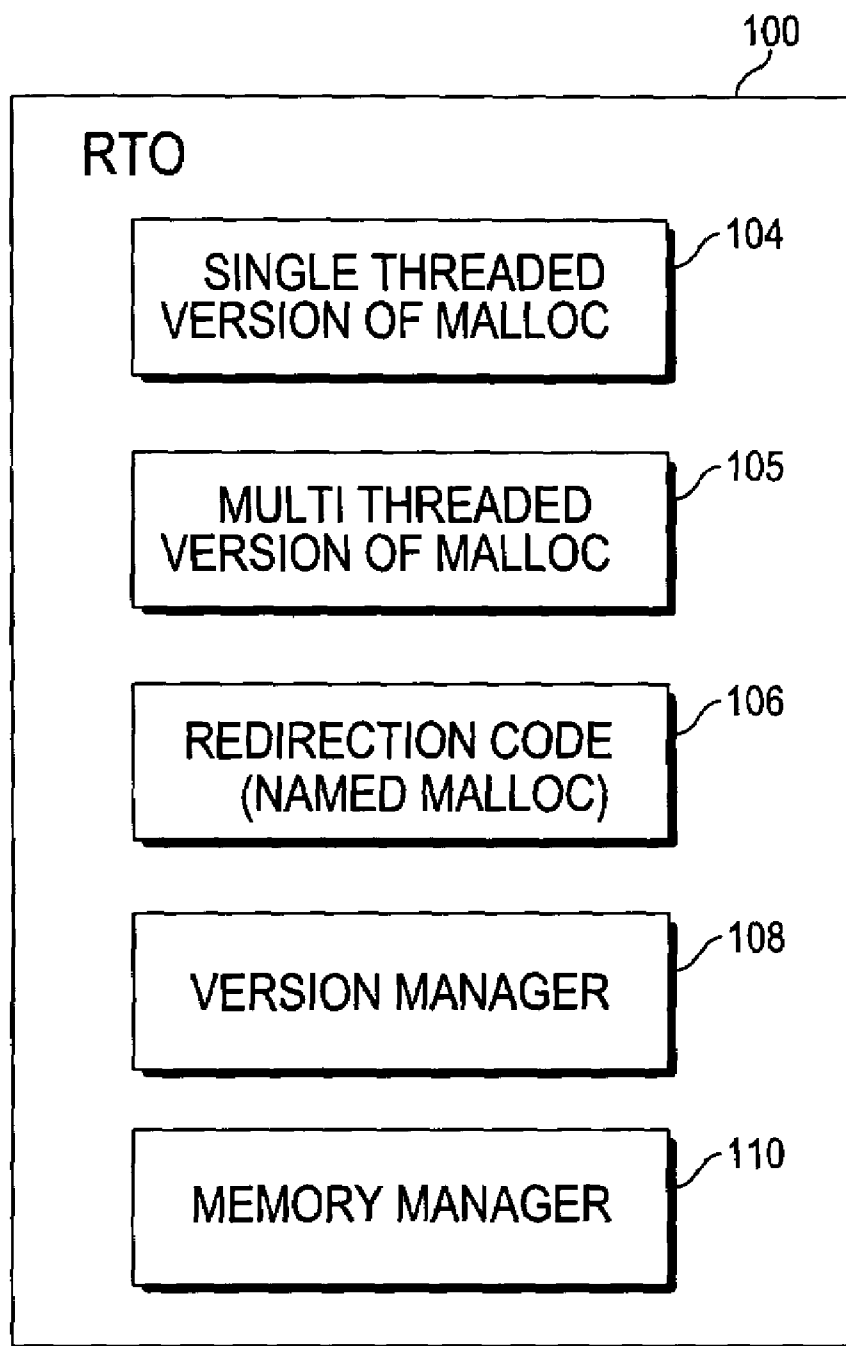 100
RTO
104
SINGLE THREADED
VERSION OF MALLOC
105
MULTI THREADED
VERSION OF MALLOC
106
REDIRECTION CODE
(NAMED MALLOC)
108
VERSION MANAGER
110
MEMORY MANAGER